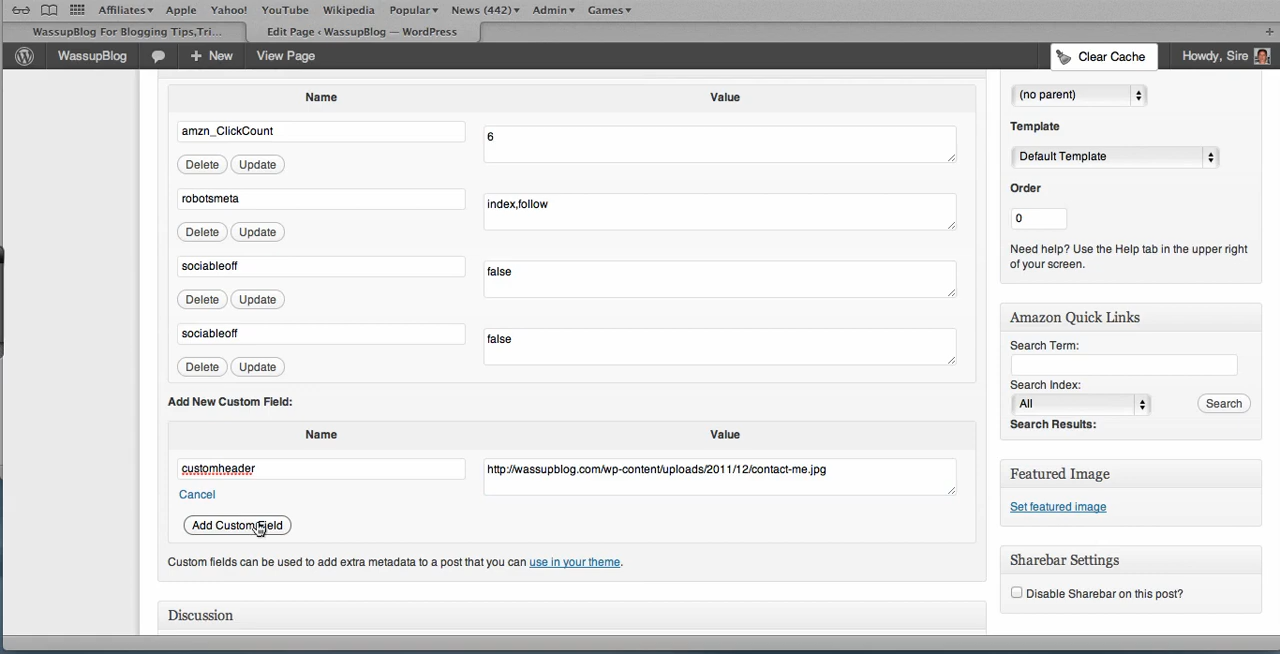 Affiliates▾ Apple Yahoo! YouTube Wikipedia Popular▾ News (442)▾ Admin▾ Games▾
WassupBlog For Blogging Tips,Tri... Edit Page ‹ WassupBlog — WordPress +
WassupBlog + New View Page Clear Cache Howdy, Sire
Name Value
(no parent)
amzn_ClickCount 6
Template
Delete Update
Default Template
Order
robotsmeta index,follow
0
Delete Update
Need help? Use the Help tab in the upper right
of your screen.
sociableoff false
Delete Update
Amazon Quick Links
sociableoff false
Search Term:
Delete Update
Search Index:
Add New Custom Field:
All Search
Search Results:
Name Value
customheader http://wassupblog.com/wp-content/uploads/2011/12/contact-me.jpg
Featured Image
Cancel
Set featured image
Add Custom Field
Custom fields can be used to add extra metadata to a post that you can use in your theme.
Sharebar Settings
Disable Sharebar on this post?
Discussion